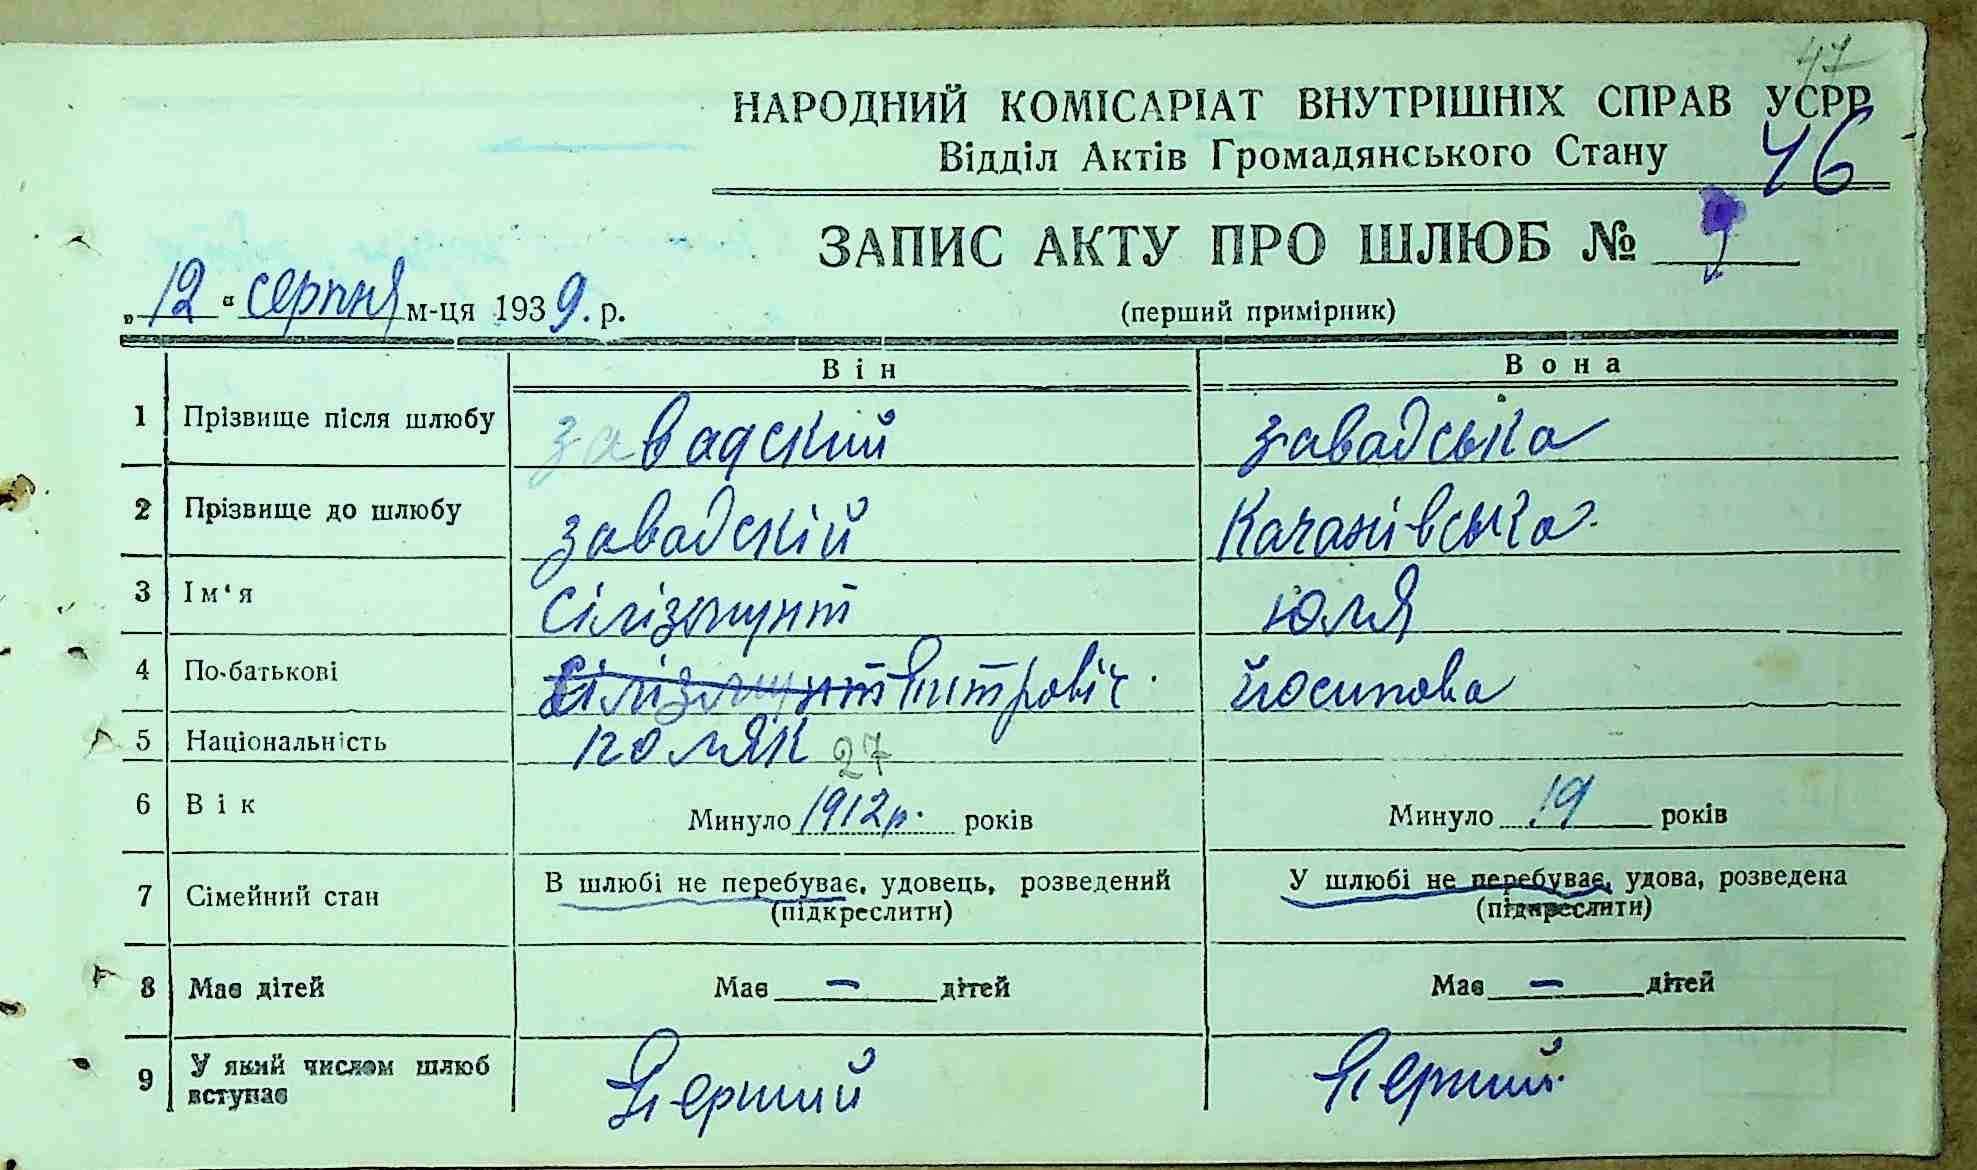 47
НАРОДНИЙ КОМІСАРІАТ ВНУТРІШНІХ СПРАВ УСРР
Відділ Актів Громадянського Стану
46
ЗАПИС АКТУ ПРО ШЛЮБ №
„12“ серпня м-ця 1939. р.
(перший примірник)
Він Вона
1 Прізвище після шлюбу завадский завадська
2 Прізвище до шлюбу завадскій Качанівська
3 Ім‘я Сілізмунт Юля
4 По-батькові Сілізмунт Питровіч Йосипова
5 Національність поляк 27
6 Вік Минуло 1912р. років Минуло 19 років
7 Сімейний стан В шлюбі не перебуває, удовець, розведений У шлюбі не перебуває, удова, розведена
(підкреслити) (підкреслити)
8 Має дітей Має — дітей Має — дітей
9 У який числом шлюб вступає Перший Перший.